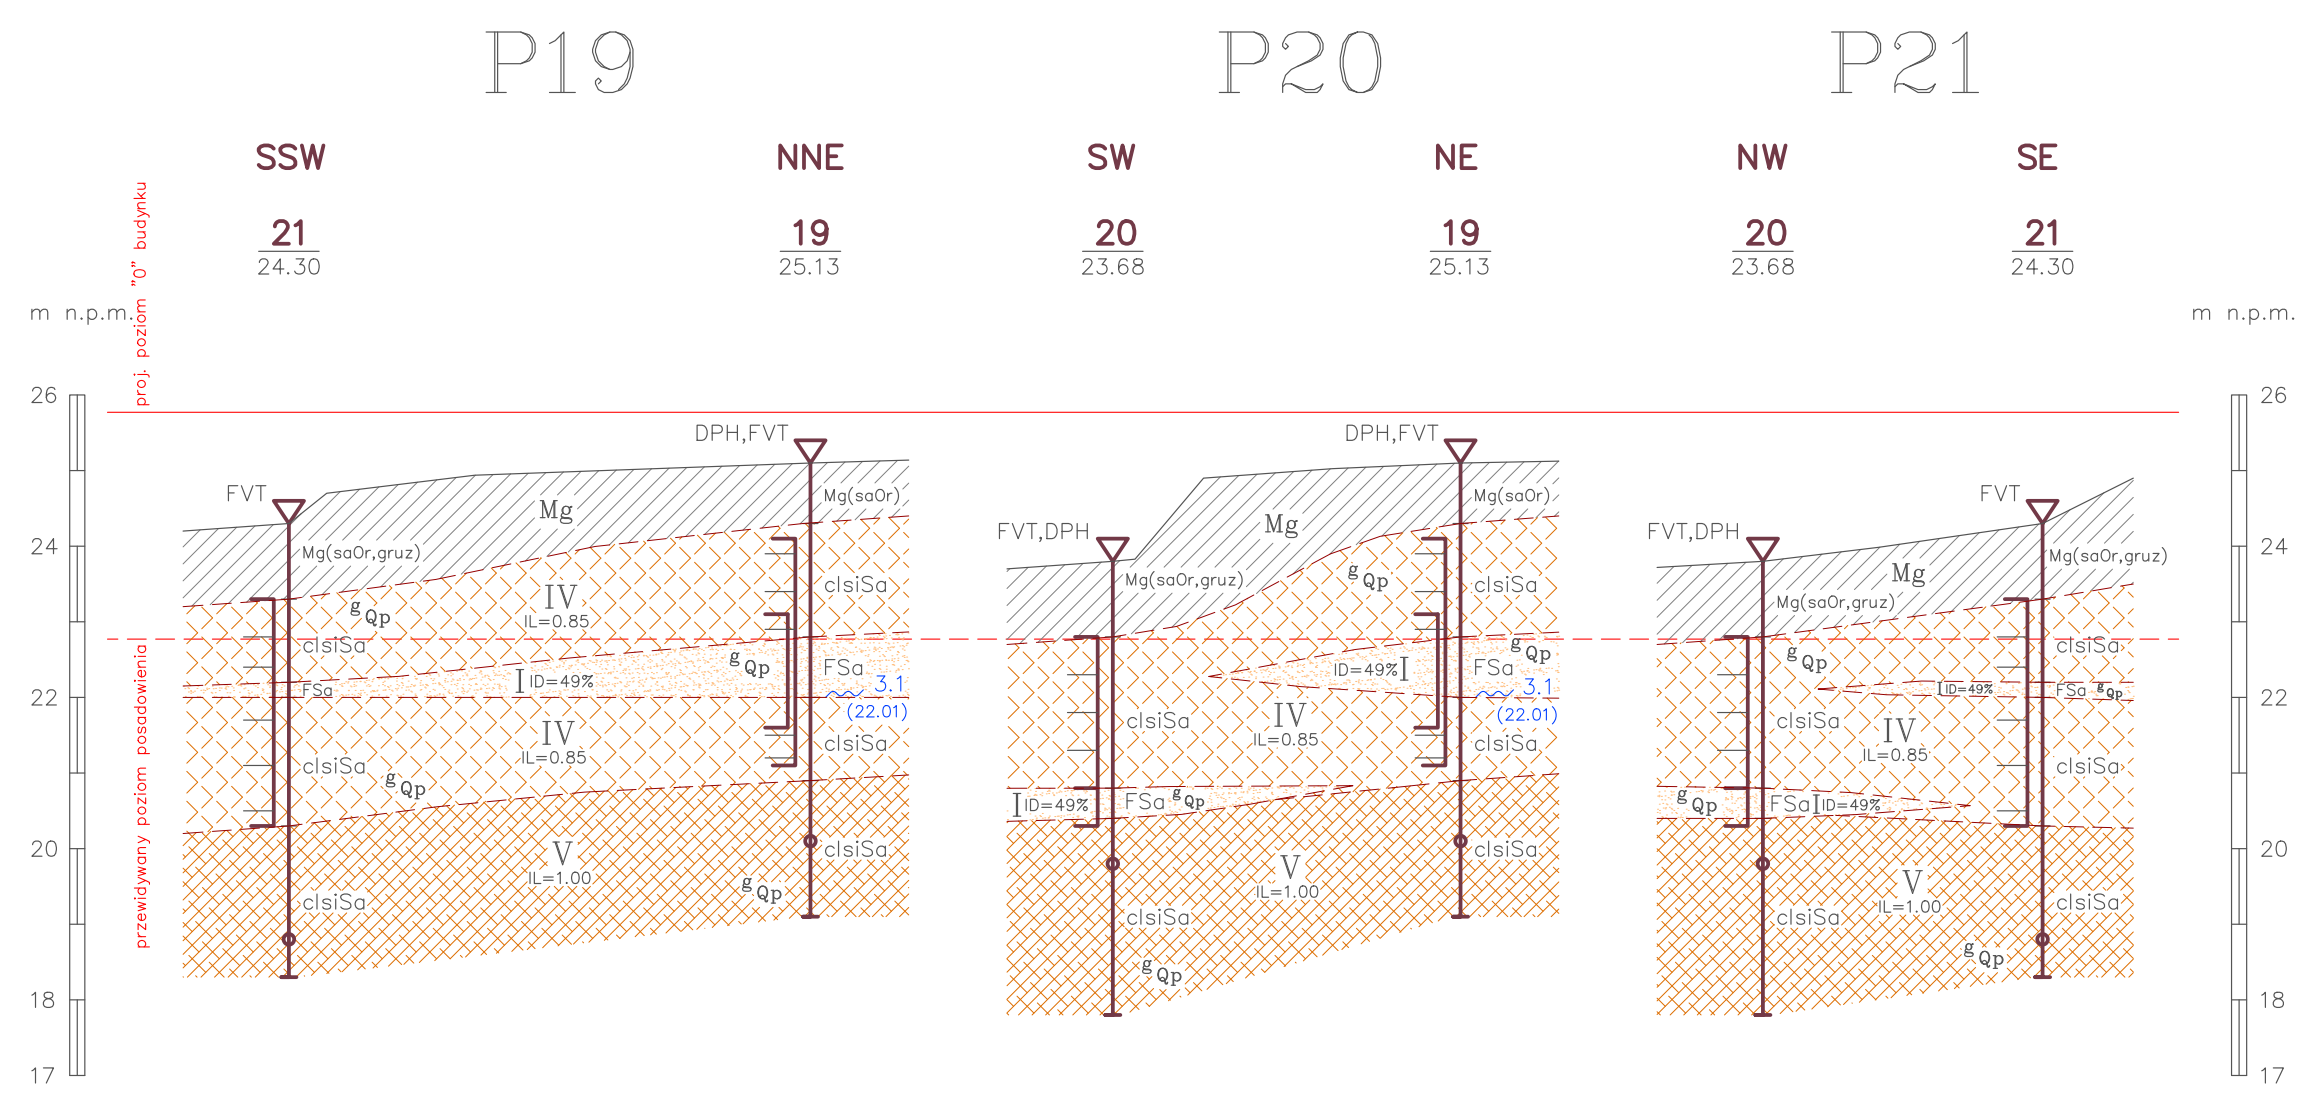 P19 P20 P21
SSW NNE SW NE NW SE
21 19 20 19 20 21
24.30 25.13 23.68 25.13 23.68 24.30
proj. poziom "0" budynku
m n.p.m. m n.p.m.
26 26
DPH,FVT DPH,FVT
FVT FVT
Mg(saOr) Mg(saOr)
Mg Mg
FVT,DPH FVT,DPH
24 24
Mg(saOr,gruz) Mg(saOr,gruz)
Mg
Mg(saOr,gruz)
g Qp
clsiSa clsiSa
IV
IL=0.85
Mg(saOr,gruz)
g Qp
clsiSa clsiSa
przewidywany poziom posadowienia
g Qp g Qp g Qp
FSa FSa
I ID=49% ID=49% I
FSa 3.1 3.1 I ID=49% FSa g Qp
22 22
(22.01) (22.01)
IV IV IV
IL=0.85 IL=0.85 IL=0.85
clsiSa clsiSa
clsiSa clsiSa
clsiSa clsiSa
g Qp
I ID=49% FSa g Qp g Qp FSa I ID=49%
20 20
V V V
IL=1.00 IL=1.00 IL=1.00
clsiSa clsiSa
g Qp
clsiSa clsiSa clsiSa clsiSa
g Qp g Qp
18 18
17 17